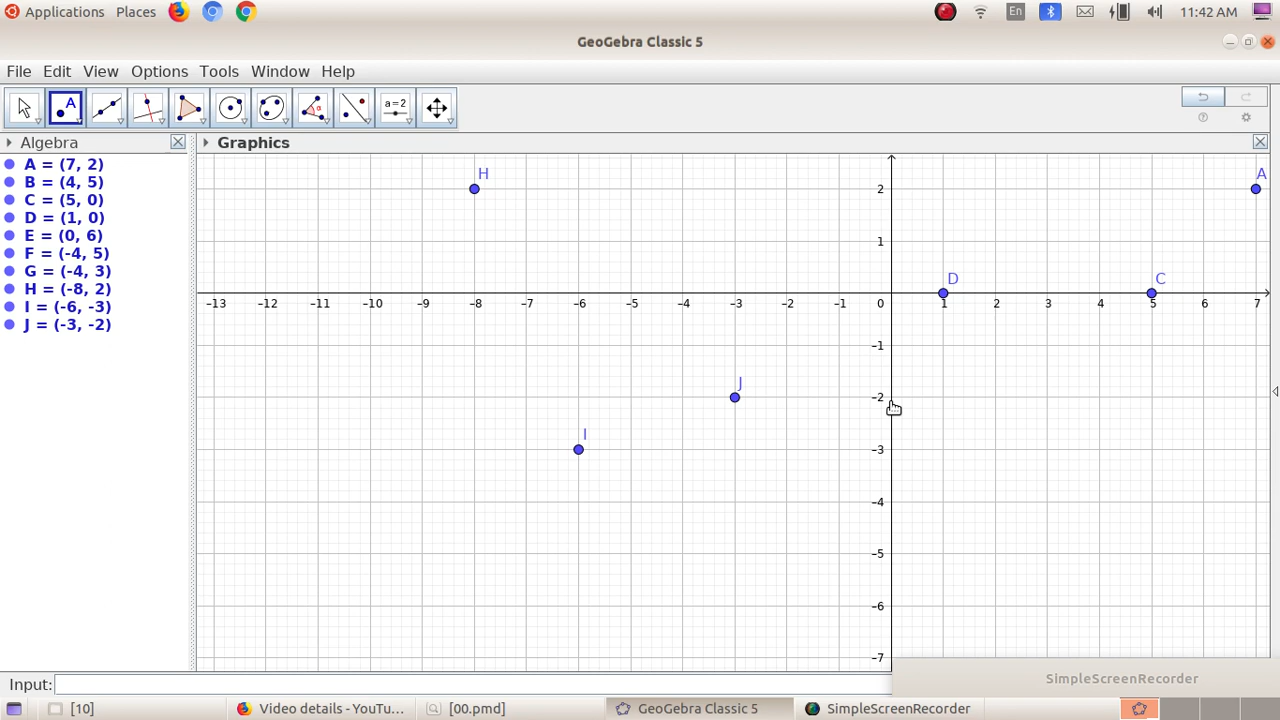 Applications Places En 11:42 AM
GeoGebra Classic 5
File Edit View Options Tools Window Help
A α a=2
Algebra
Graphics
A = (7, 2)
B = (4, 5)
C = (5, 0)
D = (1, 0)
E = (0, 6)
F = (-4, 5)
G = (-4, 3)
H = (-8, 2)
I = (-6, -3)
J = (-3, -2)
H A
2
1
D C
-13 -12 -11 -10 -9 -8 -7 -6 -5 -4 -3 -2 -1 0 1 2 3 4 5 6 7
-1
J
-2
I
-3
-4
-5
-6
-7
Input:
SimpleScreenRecorder
[10] Video details - YouTu... [00.pmd] GeoGebra Classic 5 SimpleScreenRecorder